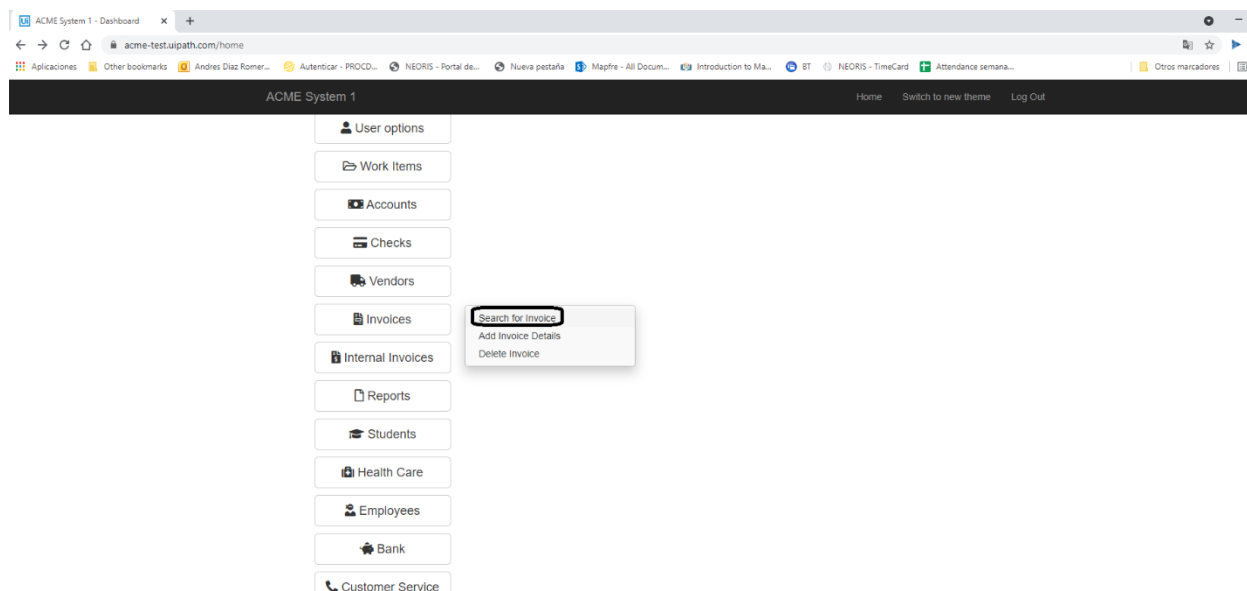 ACME System 1 - Dashboard
acme-test.uipath.com/home
Aplicaciones Other bookmarks Andres Diaz Romer... Autenticar - PROCD... NEORIS - Portal de... Nueva pestaña Mapfre - All Docum... Introduction to Ma... BT NEORIS - TimeCard Attendance semana... Otros marcadores
ACME System 1 Home Switch to new theme Log Out
User options
Work Items
Accounts
Checks
Vendors
Invoices
Search for Invoice
Add Invoice Details
Delete Invoice
Internal Invoices
Reports
Students
Health Care
Employees
Bank
Customer Service